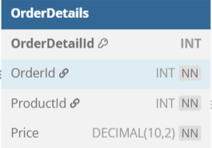 OrderDetails
OrderDetailId INT
OrderId INT NN
ProductId INT NN
Price DECIMAL(10,2) NN